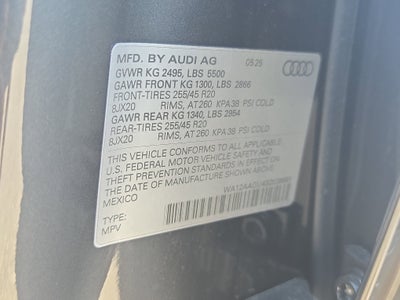 MFD. BY AUDI AG 05.25
GVWR KG 2495, LBS 5500
GAWR FRONT KG 1300, LBS 2866
FRONT-TIRES 255/45 R20
8JX20 RIMS, AT 260 KPA 38 PSI COLD
GAWR REAR KG 1340, LBS 2954
REAR-TIRES 255/45 R20
8JX20 RIMS, AT 260 KPA 38 PSI COLD
THIS VEHICLE CONFORMS TO ALL APPLICABLE
U.S. FEDERAL MOTOR VEHICLE SAFETY AND
THEFT PREVENTION STANDARDS IN EFFECT ON THE
DATE OF MANUFACTURE SHOWN ABOVE
MEXICO
TYPE:
MPV